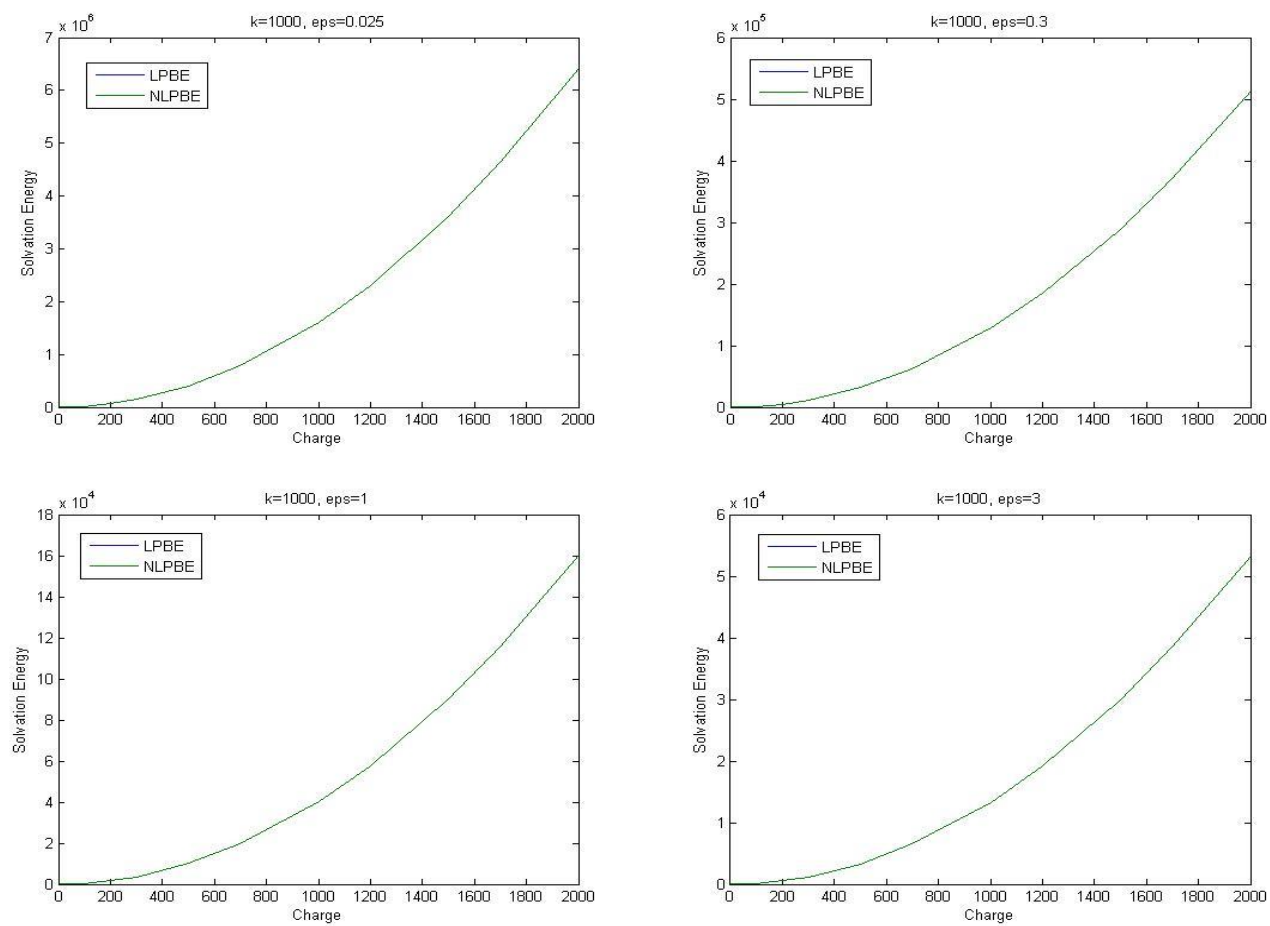 k=1000, eps=0.025
x 10^6
7
6
5
4
3
2
1
0
LPBE
NLPBE
Solvation Energy
0 200 400 600 800 1000 1200 1400 1600 1800 2000
Charge
k=1000, eps=0.3
x 10^5
6
5
4
3
2
1
0
LPBE
NLPBE
Solvation Energy
0 200 400 600 800 1000 1200 1400 1600 1800 2000
Charge
k=1000, eps=1
x 10^4
18
16
14
12
10
8
6
4
2
0
LPBE
NLPBE
Solvation Energy
0 200 400 600 800 1000 1200 1400 1600 1800 2000
Charge
k=1000, eps=3
x 10^4
6
5
4
3
2
1
0
LPBE
NLPBE
Solvation Energy
0 200 400 600 800 1000 1200 1400 1600 1800 2000
Charge